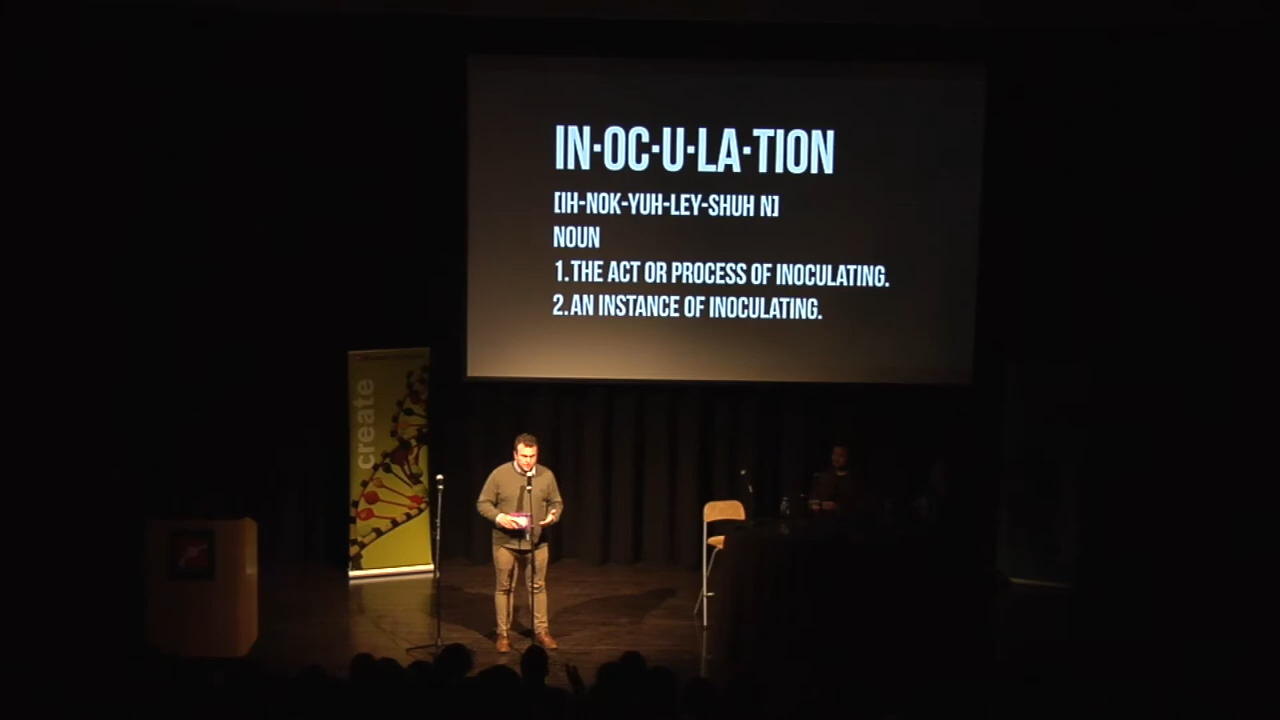 IN·OC·U·LA·TION
[IH-NOK-YUH-LEY-SHUH N]
NOUN
1. THE ACT OR PROCESS OF INOCULATING.
2. AN INSTANCE OF INOCULATING.
create